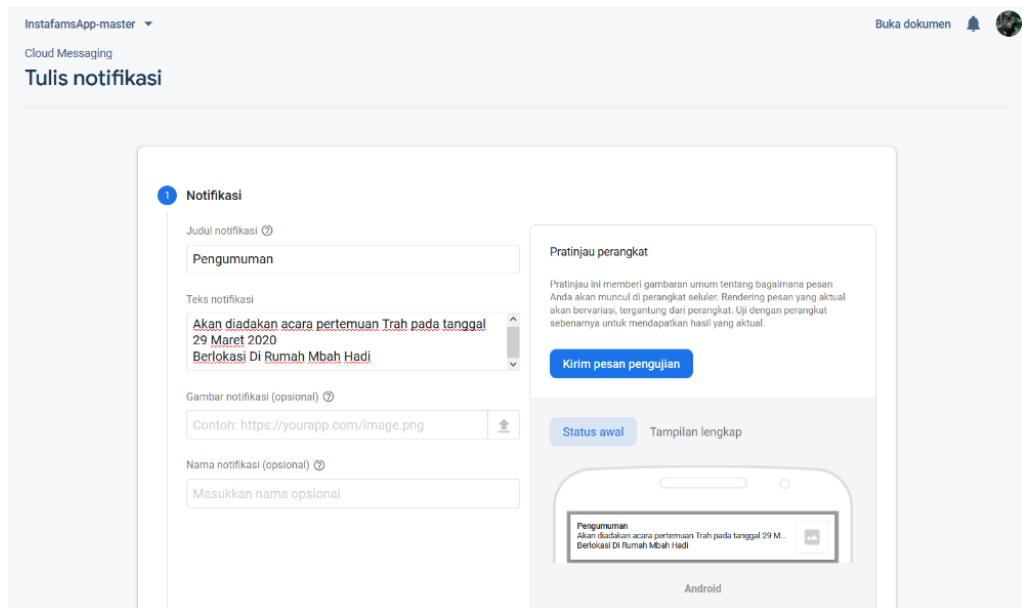 InstafamsApp-master
Buka dokumen
Cloud Messaging
Tulis notifikasi
1 Notifikasi
Judul notifikasi
Pengumuman
Teks notifikasi
Akan diadakan acara pertemuan Trah pada tanggal
29 Maret 2020
Berlokasi Di Rumah Mbah Hadi
Gambar notifikasi (opsional)
Contoh: https://yourapp.com/image.png
Nama notifikasi (opsional)
Masukkan nama opsional
Pratinjau perangkat
Pratinjau ini memberi gambaran umum tentang bagaimana pesan
Anda akan muncul di perangkat seluler. Rendering pesan yang aktual
akan bervariasi, tergantung dari perangkat. Uji dengan perangkat
sebenarnya untuk mendapatkan hasil yang aktual.
Kirim pesan pengujian
Status awal
Tampilan lengkap
Pengumuman
Akan diadakan acara pertemuan Trah pada tanggal 29 M...
Berlokasi Di Rumah Mbah Hadi
Android